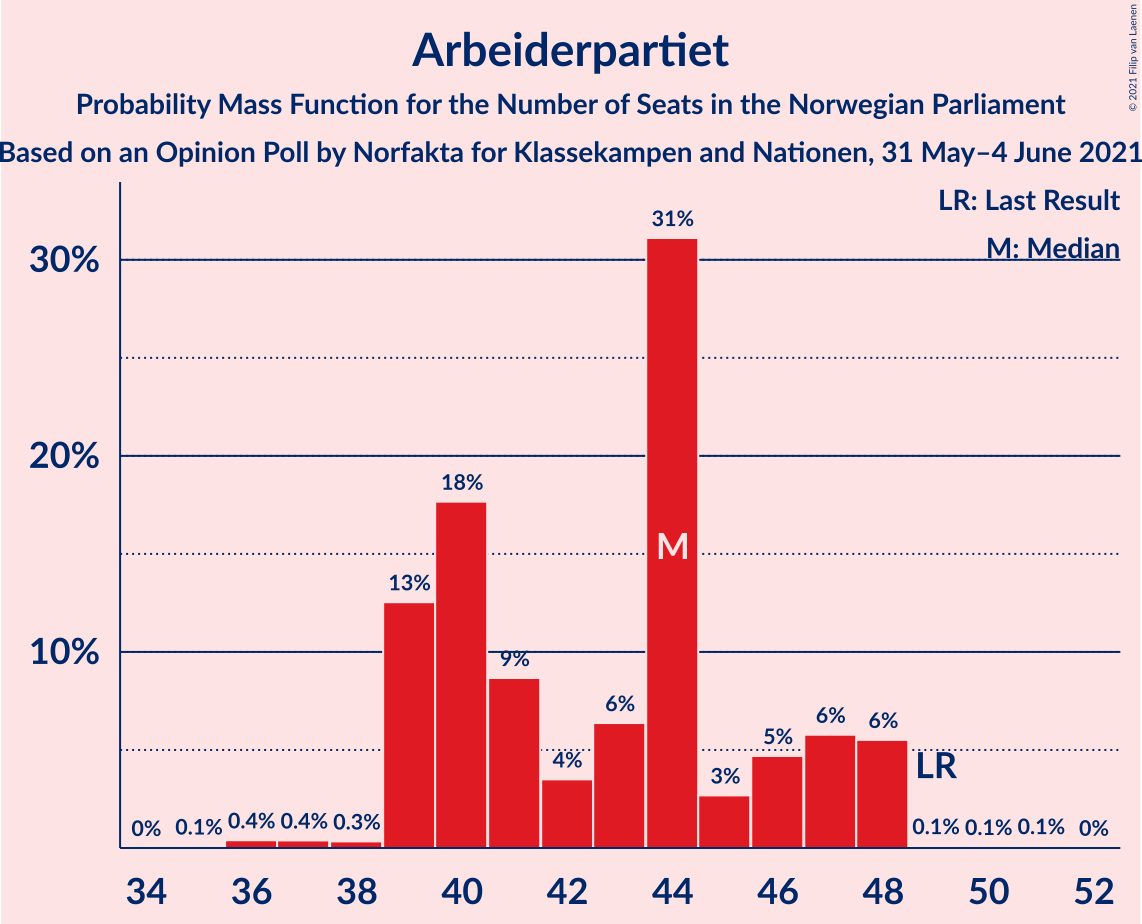 Arbeiderpartiet
Probability Mass Function for the Number of Seats in the Norwegian Parliament
Based on an Opinion Poll by Norfakta for Klassekampen and Nationen, 31 May–4 June 2021
© 2021 Filip van Laenen
LR: Last Result
M: Median
30%
20%
10%
0%
0.1%
0.4%
0.4%
0.3%
13%
18%
9%
4%
6%
31%
M
3%
5%
6%
6%
LR
0.1%
0.1%
0.1%
0%
34 36 38 40 42 44 46 48 50 52